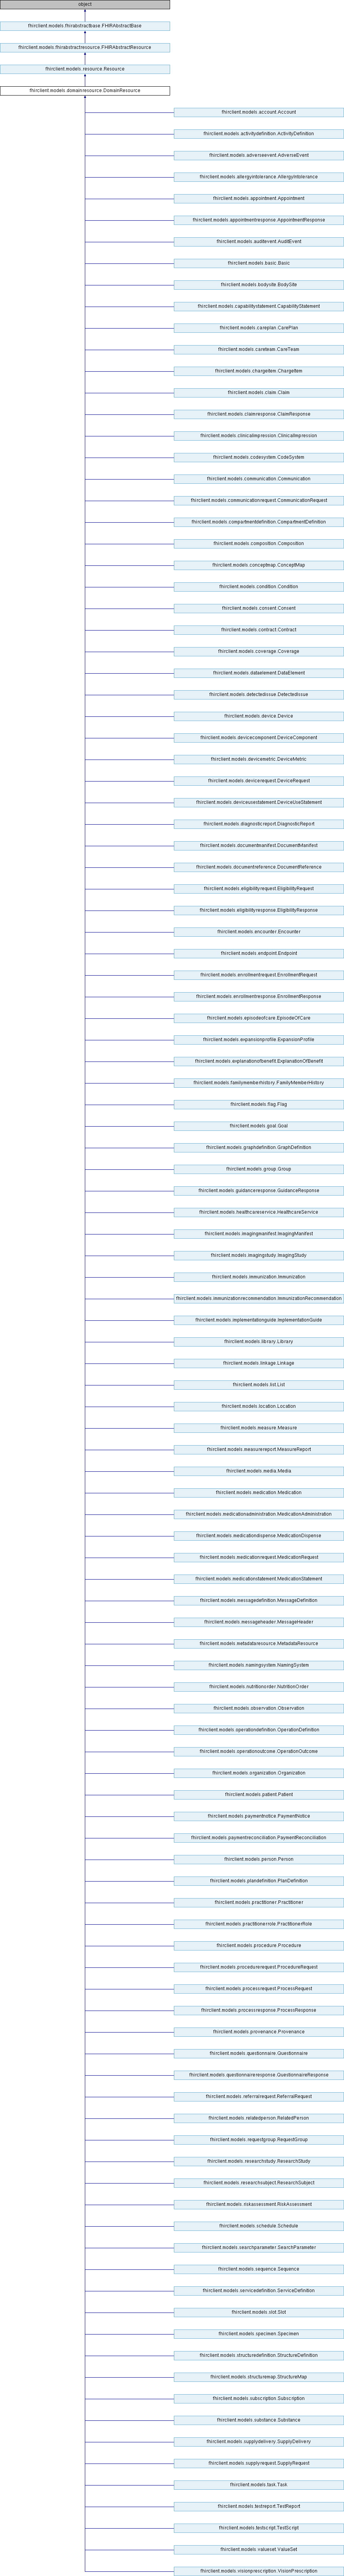 object
fhirclient.models.fhirabstractbase.FHIRAbstractBase
fhirclient.models.fhirabstractresource.FHIRAbstractResource
fhirclient.models.resource.Resource
fhirclient.models.domainresource.DomainResource
fhirclient.models.account.Account
fhirclient.models.activitydefinition.ActivityDefinition
fhirclient.models.adverseevent.AdverseEvent
fhirclient.models.allergyintolerance.AllergyIntolerance
fhirclient.models.appointment.Appointment
fhirclient.models.appointmentresponse.AppointmentResponse
fhirclient.models.auditevent.AuditEvent
fhirclient.models.basic.Basic
fhirclient.models.bodysite.BodySite
fhirclient.models.capabilitystatement.CapabilityStatement
fhirclient.models.careplan.CarePlan
fhirclient.models.careteam.CareTeam
fhirclient.models.chargeitem.ChargeItem
fhirclient.models.claim.Claim
fhirclient.models.claimresponse.ClaimResponse
fhirclient.models.clinicalimpression.ClinicalImpression
fhirclient.models.codesystem.CodeSystem
fhirclient.models.communication.Communication
fhirclient.models.communicationrequest.CommunicationRequest
fhirclient.models.compartmentdefinition.CompartmentDefinition
fhirclient.models.composition.Composition
fhirclient.models.conceptmap.ConceptMap
fhirclient.models.condition.Condition
fhirclient.models.consent.Consent
fhirclient.models.contract.Contract
fhirclient.models.coverage.Coverage
fhirclient.models.dataelement.DataElement
fhirclient.models.detectedissue.DetectedIssue
fhirclient.models.device.Device
fhirclient.models.devicecomponent.DeviceComponent
fhirclient.models.devicemetric.DeviceMetric
fhirclient.models.devicerequest.DeviceRequest
fhirclient.models.deviceusestatement.DeviceUseStatement
fhirclient.models.diagnosticreport.DiagnosticReport
fhirclient.models.documentmanifest.DocumentManifest
fhirclient.models.documentreference.DocumentReference
fhirclient.models.eligibilityrequest.EligibilityRequest
fhirclient.models.eligibilityresponse.EligibilityResponse
fhirclient.models.encounter.Encounter
fhirclient.models.endpoint.Endpoint
fhirclient.models.enrollmentrequest.EnrollmentRequest
fhirclient.models.enrollmentresponse.EnrollmentResponse
fhirclient.models.episodeofcare.EpisodeOfCare
fhirclient.models.expansionprofile.ExpansionProfile
fhirclient.models.explanationofbenefit.ExplanationOfBenefit
fhirclient.models.familymemberhistory.FamilyMemberHistory
fhirclient.models.flag.Flag
fhirclient.models.goal.Goal
fhirclient.models.graphdefinition.GraphDefinition
fhirclient.models.group.Group
fhirclient.models.guidanceresponse.GuidanceResponse
fhirclient.models.healthcareservice.HealthcareService
fhirclient.models.imagingmanifest.ImagingManifest
fhirclient.models.imagingstudy.ImagingStudy
fhirclient.models.immunization.Immunization
fhirclient.models.immunizationrecommendation.ImmunizationRecommendation
fhirclient.models.implementationguide.ImplementationGuide
fhirclient.models.library.Library
fhirclient.models.linkage.Linkage
fhirclient.models.list.List
fhirclient.models.location.Location
fhirclient.models.measure.Measure
fhirclient.models.measurereport.MeasureReport
fhirclient.models.media.Media
fhirclient.models.medication.Medication
fhirclient.models.medicationadministration.MedicationAdministration
fhirclient.models.medicationdispense.MedicationDispense
fhirclient.models.medicationrequest.MedicationRequest
fhirclient.models.medicationstatement.MedicationStatement
fhirclient.models.messagedefinition.MessageDefinition
fhirclient.models.messageheader.MessageHeader
fhirclient.models.metadataresource.MetadataResource
fhirclient.models.namingsystem.NamingSystem
fhirclient.models.nutritionorder.NutritionOrder
fhirclient.models.observation.Observation
fhirclient.models.operationdefinition.OperationDefinition
fhirclient.models.operationoutcome.OperationOutcome
fhirclient.models.organization.Organization
fhirclient.models.patient.Patient
fhirclient.models.paymentnotice.PaymentNotice
fhirclient.models.paymentreconciliation.PaymentReconciliation
fhirclient.models.person.Person
fhirclient.models.plandefinition.PlanDefinition
fhirclient.models.practitioner.Practitioner
fhirclient.models.practitionerrole.PractitionerRole
fhirclient.models.procedure.Procedure
fhirclient.models.procedurerequest.ProcedureRequest
fhirclient.models.processrequest.ProcessRequest
fhirclient.models.processresponse.ProcessResponse
fhirclient.models.provenance.Provenance
fhirclient.models.questionnaire.Questionnaire
fhirclient.models.questionnaireresponse.QuestionnaireResponse
fhirclient.models.referralrequest.ReferralRequest
fhirclient.models.relatedperson.RelatedPerson
fhirclient.models.requestgroup.RequestGroup
fhirclient.models.researchstudy.ResearchStudy
fhirclient.models.researchsubject.ResearchSubject
fhirclient.models.riskassessment.RiskAssessment
fhirclient.models.schedule.Schedule
fhirclient.models.searchparameter.SearchParameter
fhirclient.models.sequence.Sequence
fhirclient.models.servicedefinition.ServiceDefinition
fhirclient.models.slot.Slot
fhirclient.models.specimen.Specimen
fhirclient.models.structuredefinition.StructureDefinition
fhirclient.models.structuremap.StructureMap
fhirclient.models.subscription.Subscription
fhirclient.models.substance.Substance
fhirclient.models.supplydelivery.SupplyDelivery
fhirclient.models.supplyrequest.SupplyRequest
fhirclient.models.task.Task
fhirclient.models.testreport.TestReport
fhirclient.models.testscript.TestScript
fhirclient.models.valueset.ValueSet
fhirclient.models.visionprescription.VisionPrescription